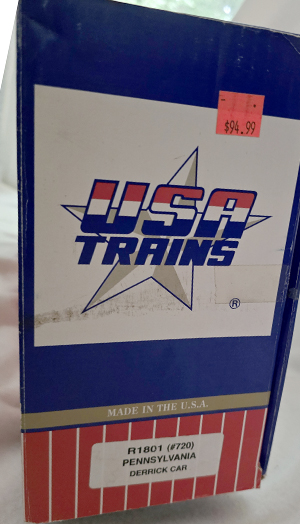 $94.99
USA
TRAINS
®
MADE IN THE U.S.A.
R1801 (#720)
PENNSYLVANIA
DERRICK CAR